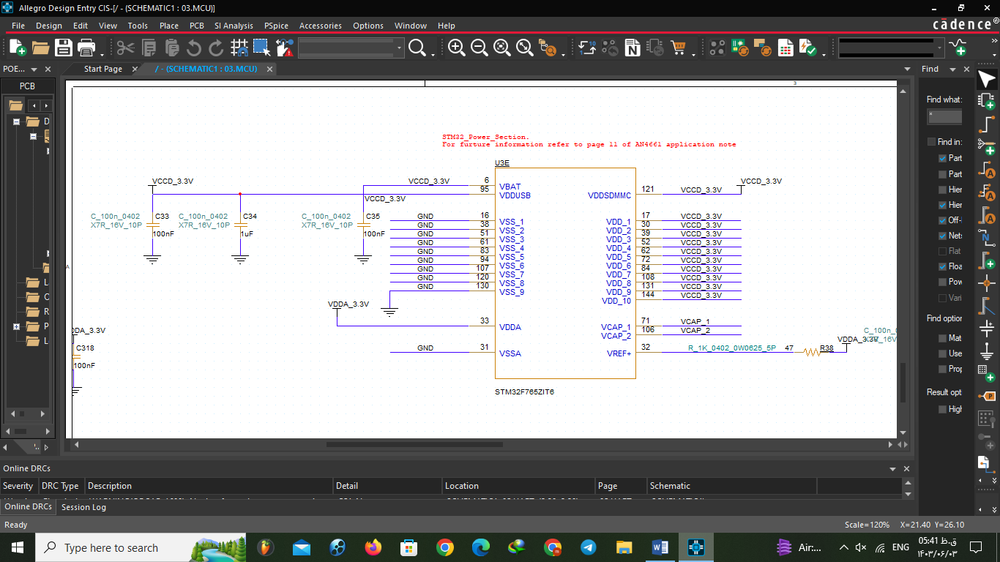 Allegro Design Entry CIS-[/ - (SCHEMATIC1 : 03.MCU)]
File Design Edit View Tools Place PCB SI Analysis PSpice Accessories Options Window Help
cādence®
POE...
Start Page
/ - (SCHEMATIC1 : 03.MCU)
Find
PCB
Find what:
*
Find in:
Part
Part
Hier
Hier
Off-
Nets
Flat
Floa
Pow
Vari
Find option
Mat
Use
Prop
Result opt
High
D
L
O
R
P
L
3
A
STM32_Power_Section.
For furture information refer to page 11 of AN4661 application note
U3E
VCCD_3.3V
VCCD_3.3V 6 VBAT
95 VDDUSB
VCCD_3.3V
VDDSDMMC 121 VCCD_3.3V
VCCD_3.3V
C_100n_0402 C33
X7R_16V_10P
100nF
C_100n_0402 C34
X7R_16V_10P
1uF
C_100n_0402 C35
X7R_16V_10P
100nF
GND 16 VSS_1
GND 38 VSS_2
GND 51 VSS_3
GND 61 VSS_4
GND 83 VSS_5
GND 94 VSS_6
GND 107 VSS_7
GND 120 VSS_8
GND 130 VSS_9
VDD_1 17 VCCD_3.3V
VDD_2 30 VCCD_3.3V
VDD_3 39 VCCD_3.3V
VDD_4 52 VCCD_3.3V
VDD_5 62 VCCD_3.3V
VDD_6 72 VCCD_3.3V
VDD_7 84 VCCD_3.3V
VDD_8 108 VCCD_3.3V
VDD_9 131 VCCD_3.3V
VDD_10 144 VCCD_3.3V
VDDA_3.3V
33 VDDA
VCAP_1 71 VCAP_1
VCAP_2 106 VCAP_2
GND 31 VSSA
VREF+ 32 R_1K_0402_0W0625_5P 47 R38
VDDA_3.3V
C_100n_0
X7R_16V
DDA_3.3V
C318
100nF
STM32F765ZIT6
Online DRCs
Severity DRC Type Description Detail Location Page Schematic
Online DRCs Session Log
Ready
Scale=120% X=21.40 Y=26.10
Type here to search
Air:...
ENG
05:41 ق.ظ
۱۴۰۳/۰۶/۰۳